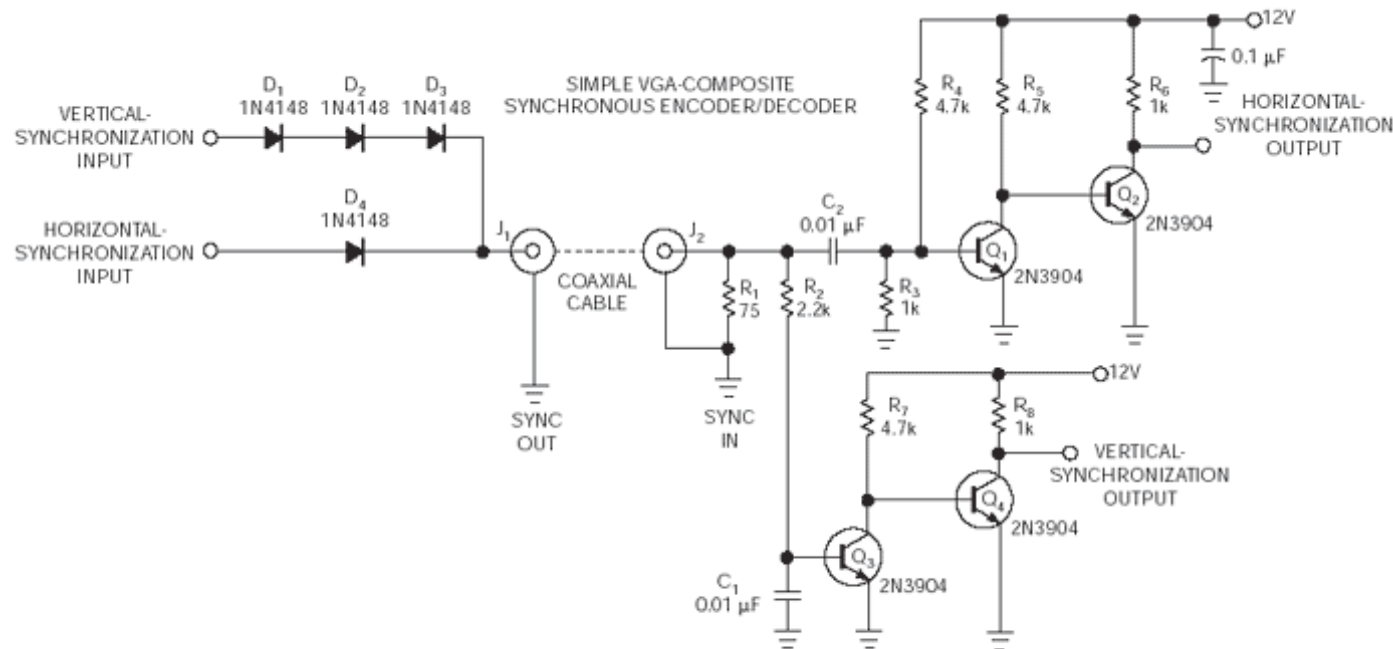 12V
D1
1N4148
D2
1N4148
D3
1N4148
SIMPLE VGA-COMPOSITE
SYNCHRONOUS ENCODER/DECODER
VERTICAL-
SYNCHRONIZATION
INPUT
R4
4.7k
R5
4.7k
R6
1k
0.1 μF
HORIZONTAL-
SYNCHRONIZATION
OUTPUT
D4
1N4148
HORIZONTAL-
SYNCHRONIZATION
INPUT
J1
COAXIAL
CABLE
J2
C2
0.01 μF
R1
75
R2
2.2k
R3
1k
Q1
2N3904
Q2
2N3904
SYNC
OUT
SYNC
IN
12V
R7
4.7k
R8
1k
VERTICAL-
SYNCHRONIZATION
OUTPUT
Q4
2N3904
Q3
2N3904
C1
0.01 μF